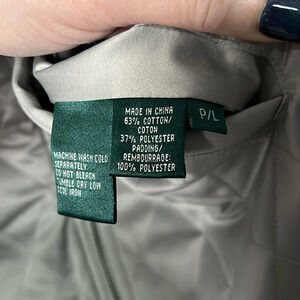 MACHINE WASH COLD
SEPARATELY
DO NOT BLEACH
TUMBLE DRY LOW
COOL IRON
MADE IN CHINA
63% COTTON/
COTON
37% POLYESTER
PADDING/
REMBOURRADE:
100% POLYESTER
P/L